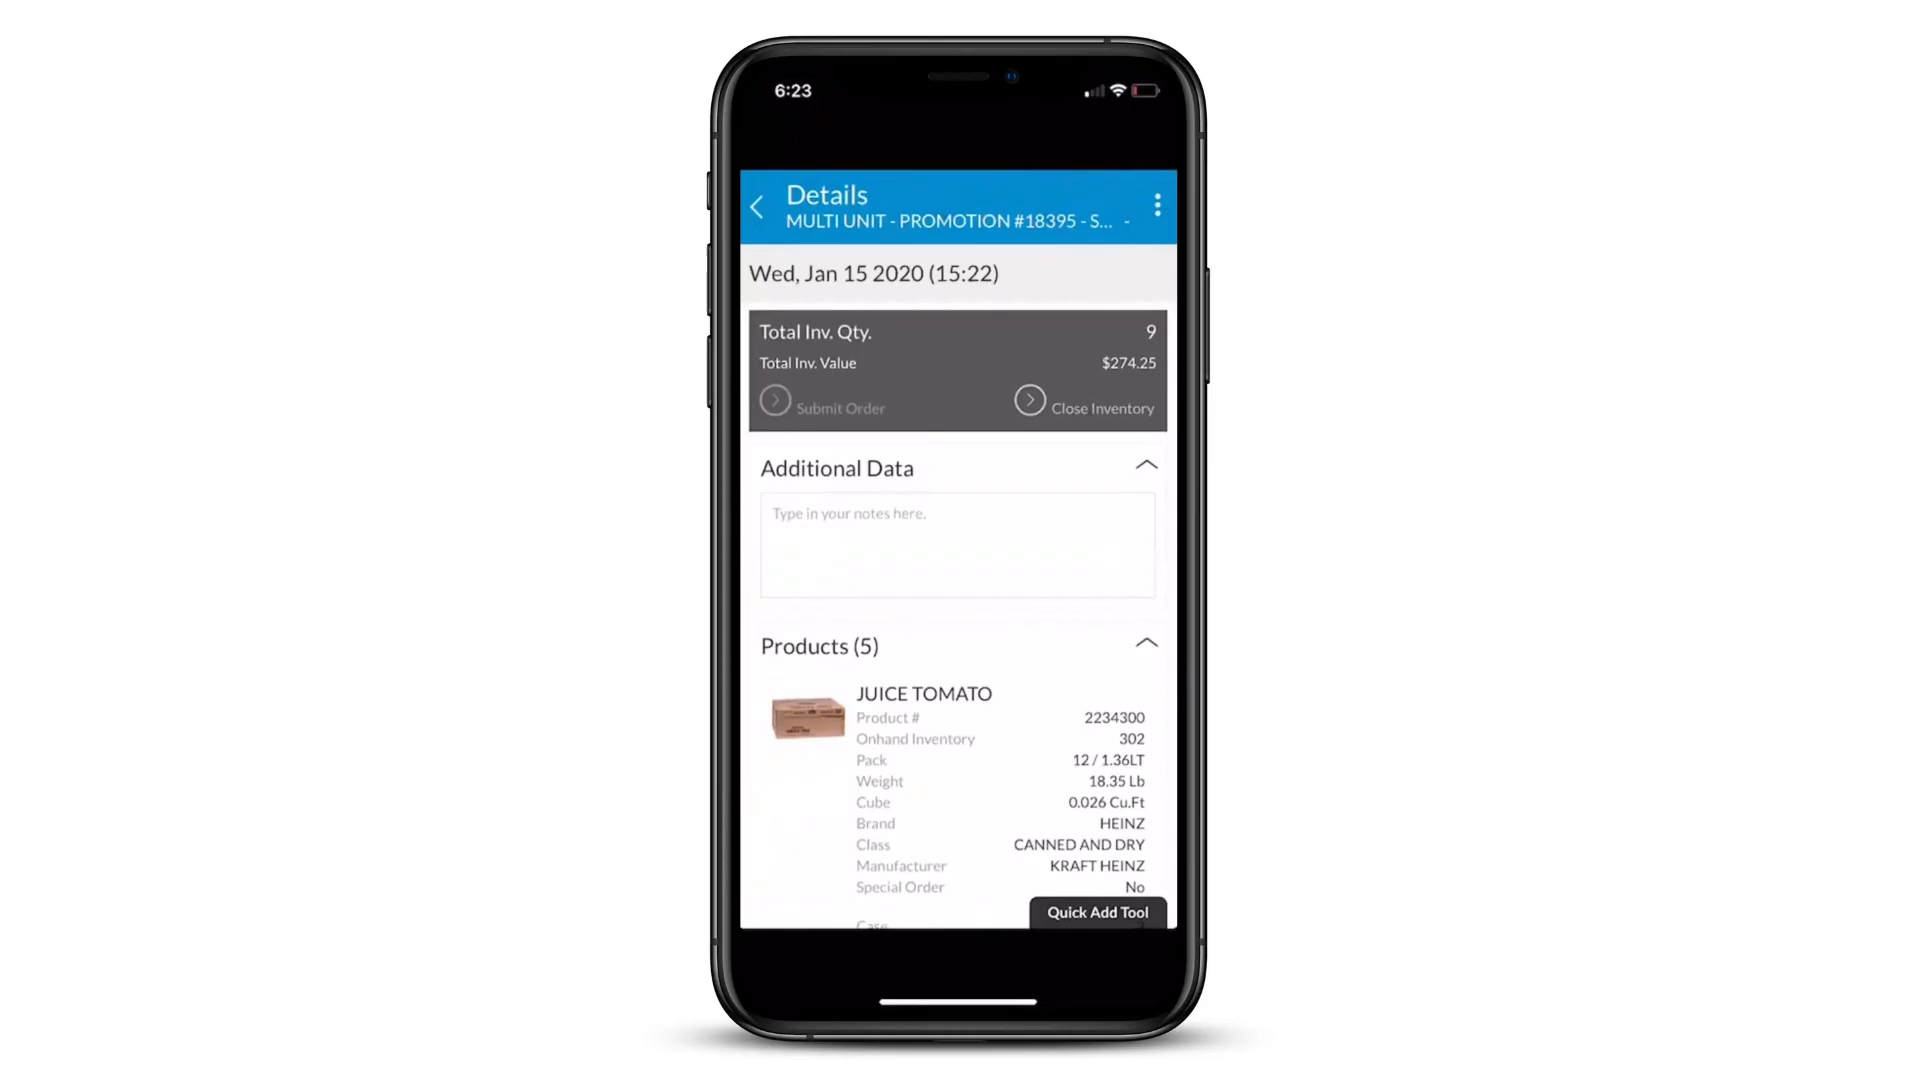 6:23
Details
MULTI UNIT - PROMOTION #18395 - S... -
Wed, Jan 15 2020 (15:22)
Total Inv. Qty. 9
Total Inv. Value $274.25
Submit Order Close Inventory
Additional Data
Type in your notes here.
Products (5)
JUICE TOMATO
Product # 2234300
Onhand Inventory 302
Pack 12 / 1.36LT
Weight 18.35 Lb
Cube 0.026 Cu.Ft
Brand HEINZ
Class CANNED AND DRY
Manufacturer KRAFT HEINZ
Special Order No
Quick Add Tool
Case